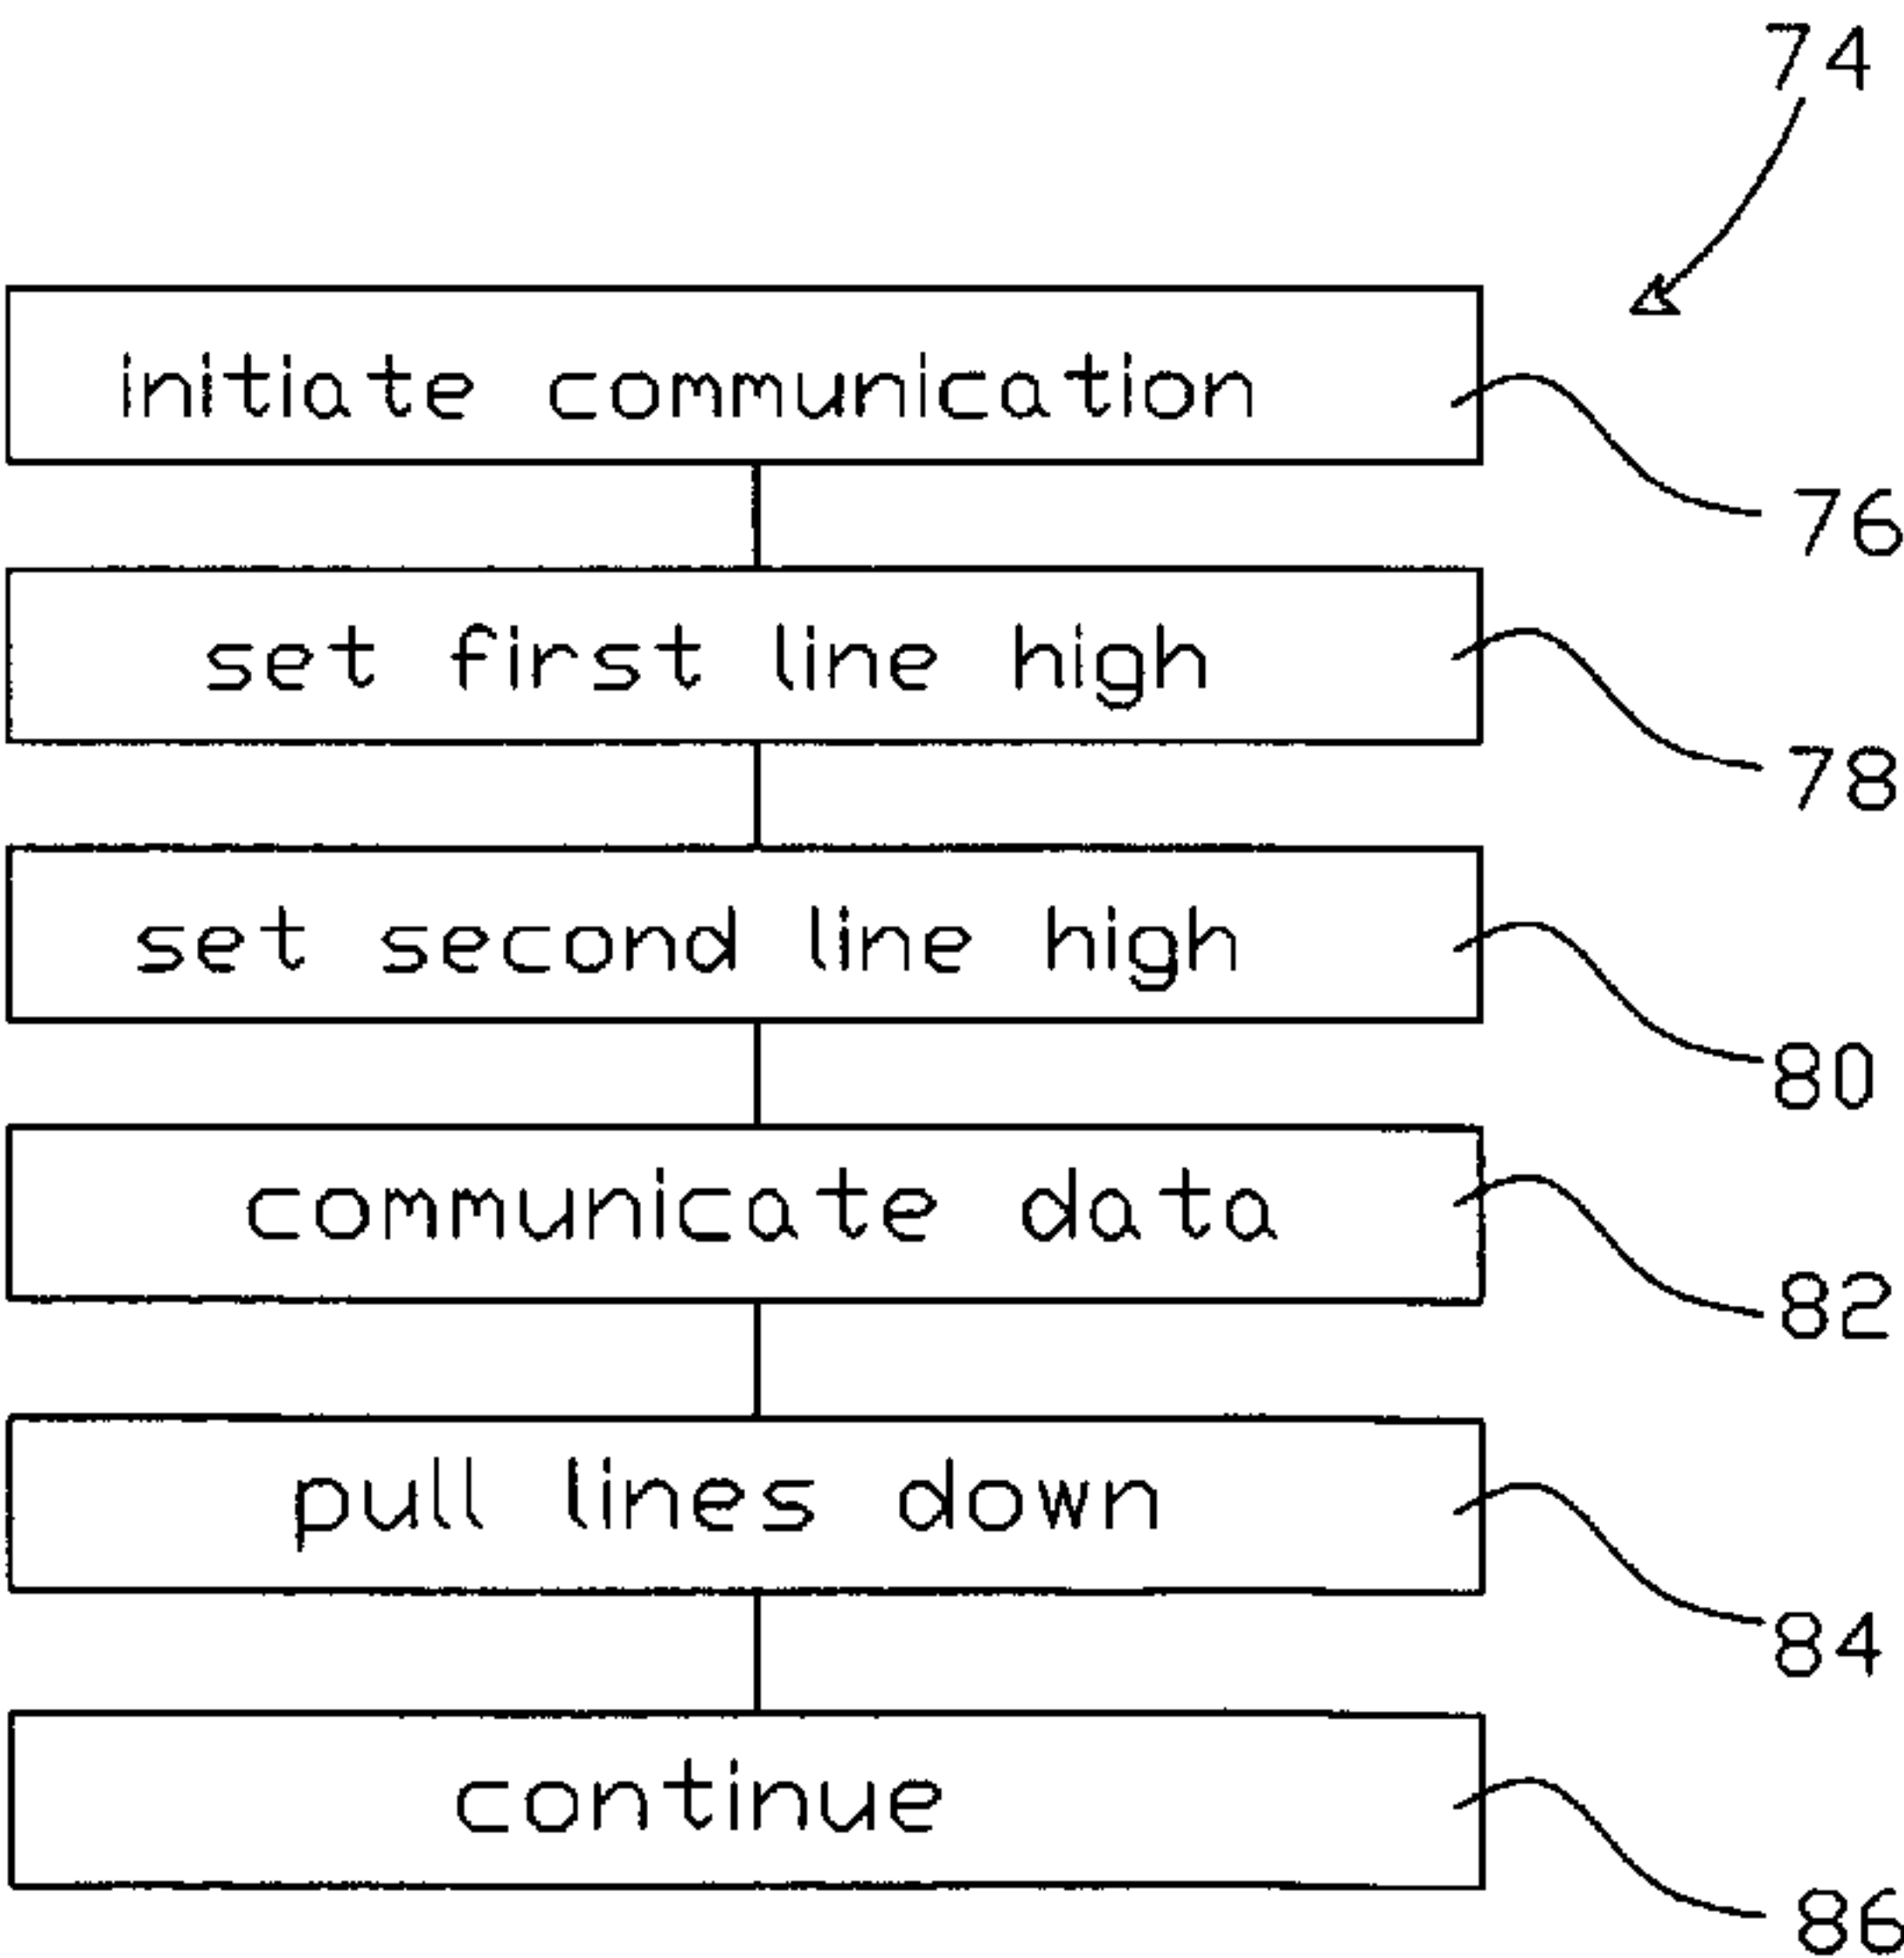 74
initiate communication
76
set first line high
78
set second line high
80
communicate data
82
pull lines down
84
continue
86